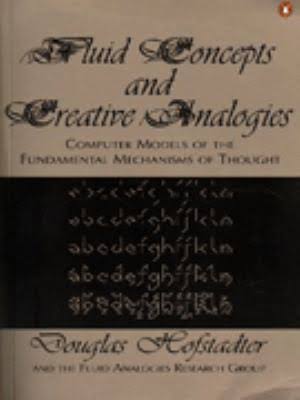 Fluid Concepts
and
Creative Analogies
COMPUTER MODELS OF THE
FUNDAMENTAL MECHANISMS OF THOUGHT
abcdefghijklm
abcdefghijklm
abcdefghijklm
abcdefghijklm
Douglas Hofstadter
AND THE FLUID ANALOGIES RESEARCH GROUP